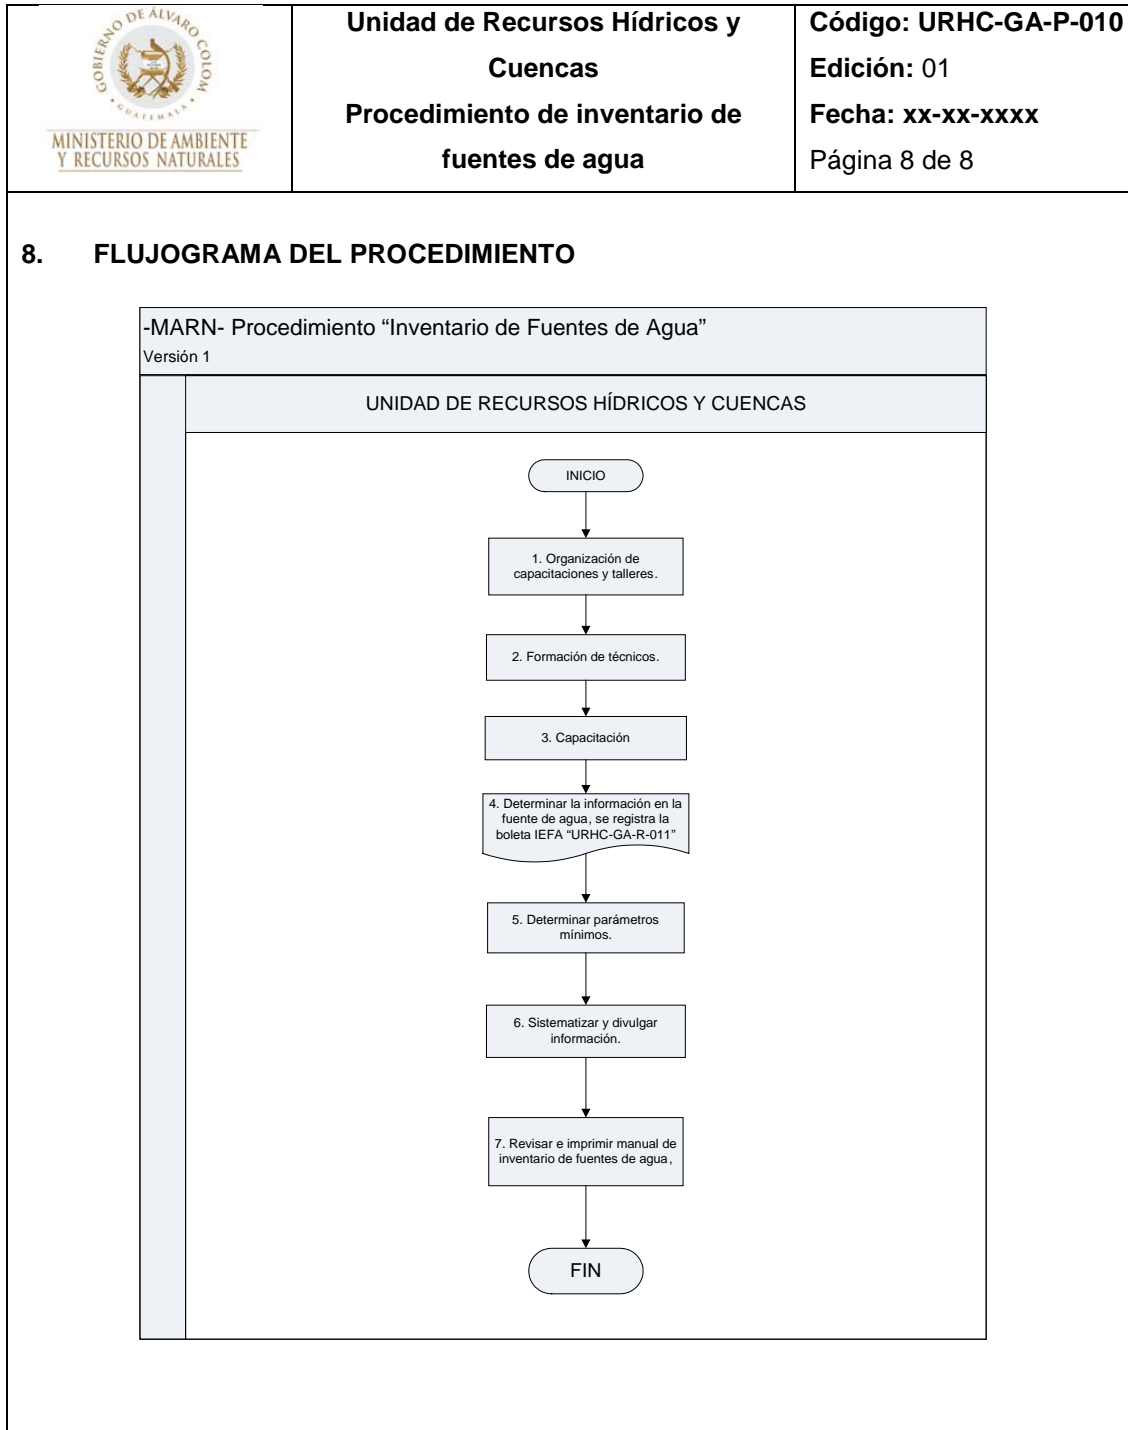 GOBIERNO DE ÁLVARO COLOM
GUATEMALA
MINISTERIO DE AMBIENTE
Y RECURSOS NATURALES
Unidad de Recursos Hídricos y
Cuencas
Procedimiento de inventario de
fuentes de agua
Código: URHC-GA-P-010
Edición: 01
Fecha: xx-xx-xxxx
Página 8 de 8
8. FLUJOGRAMA DEL PROCEDIMIENTO
-MARN- Procedimiento “Inventario de Fuentes de Agua”
Versión 1
UNIDAD DE RECURSOS HÍDRICOS Y CUENCAS
INICIO
1. Organización de
capacitaciones y talleres.
2. Formación de técnicos.
3. Capacitación
4. Determinar la información en la
fuente de agua, se registra la
boleta IEFA “URHC-GA-R-011”
5. Determinar parámetros
mínimos.
6. Sistematizar y divulgar
información.
7. Revisar e imprimir manual de
inventario de fuentes de agua,
FIN